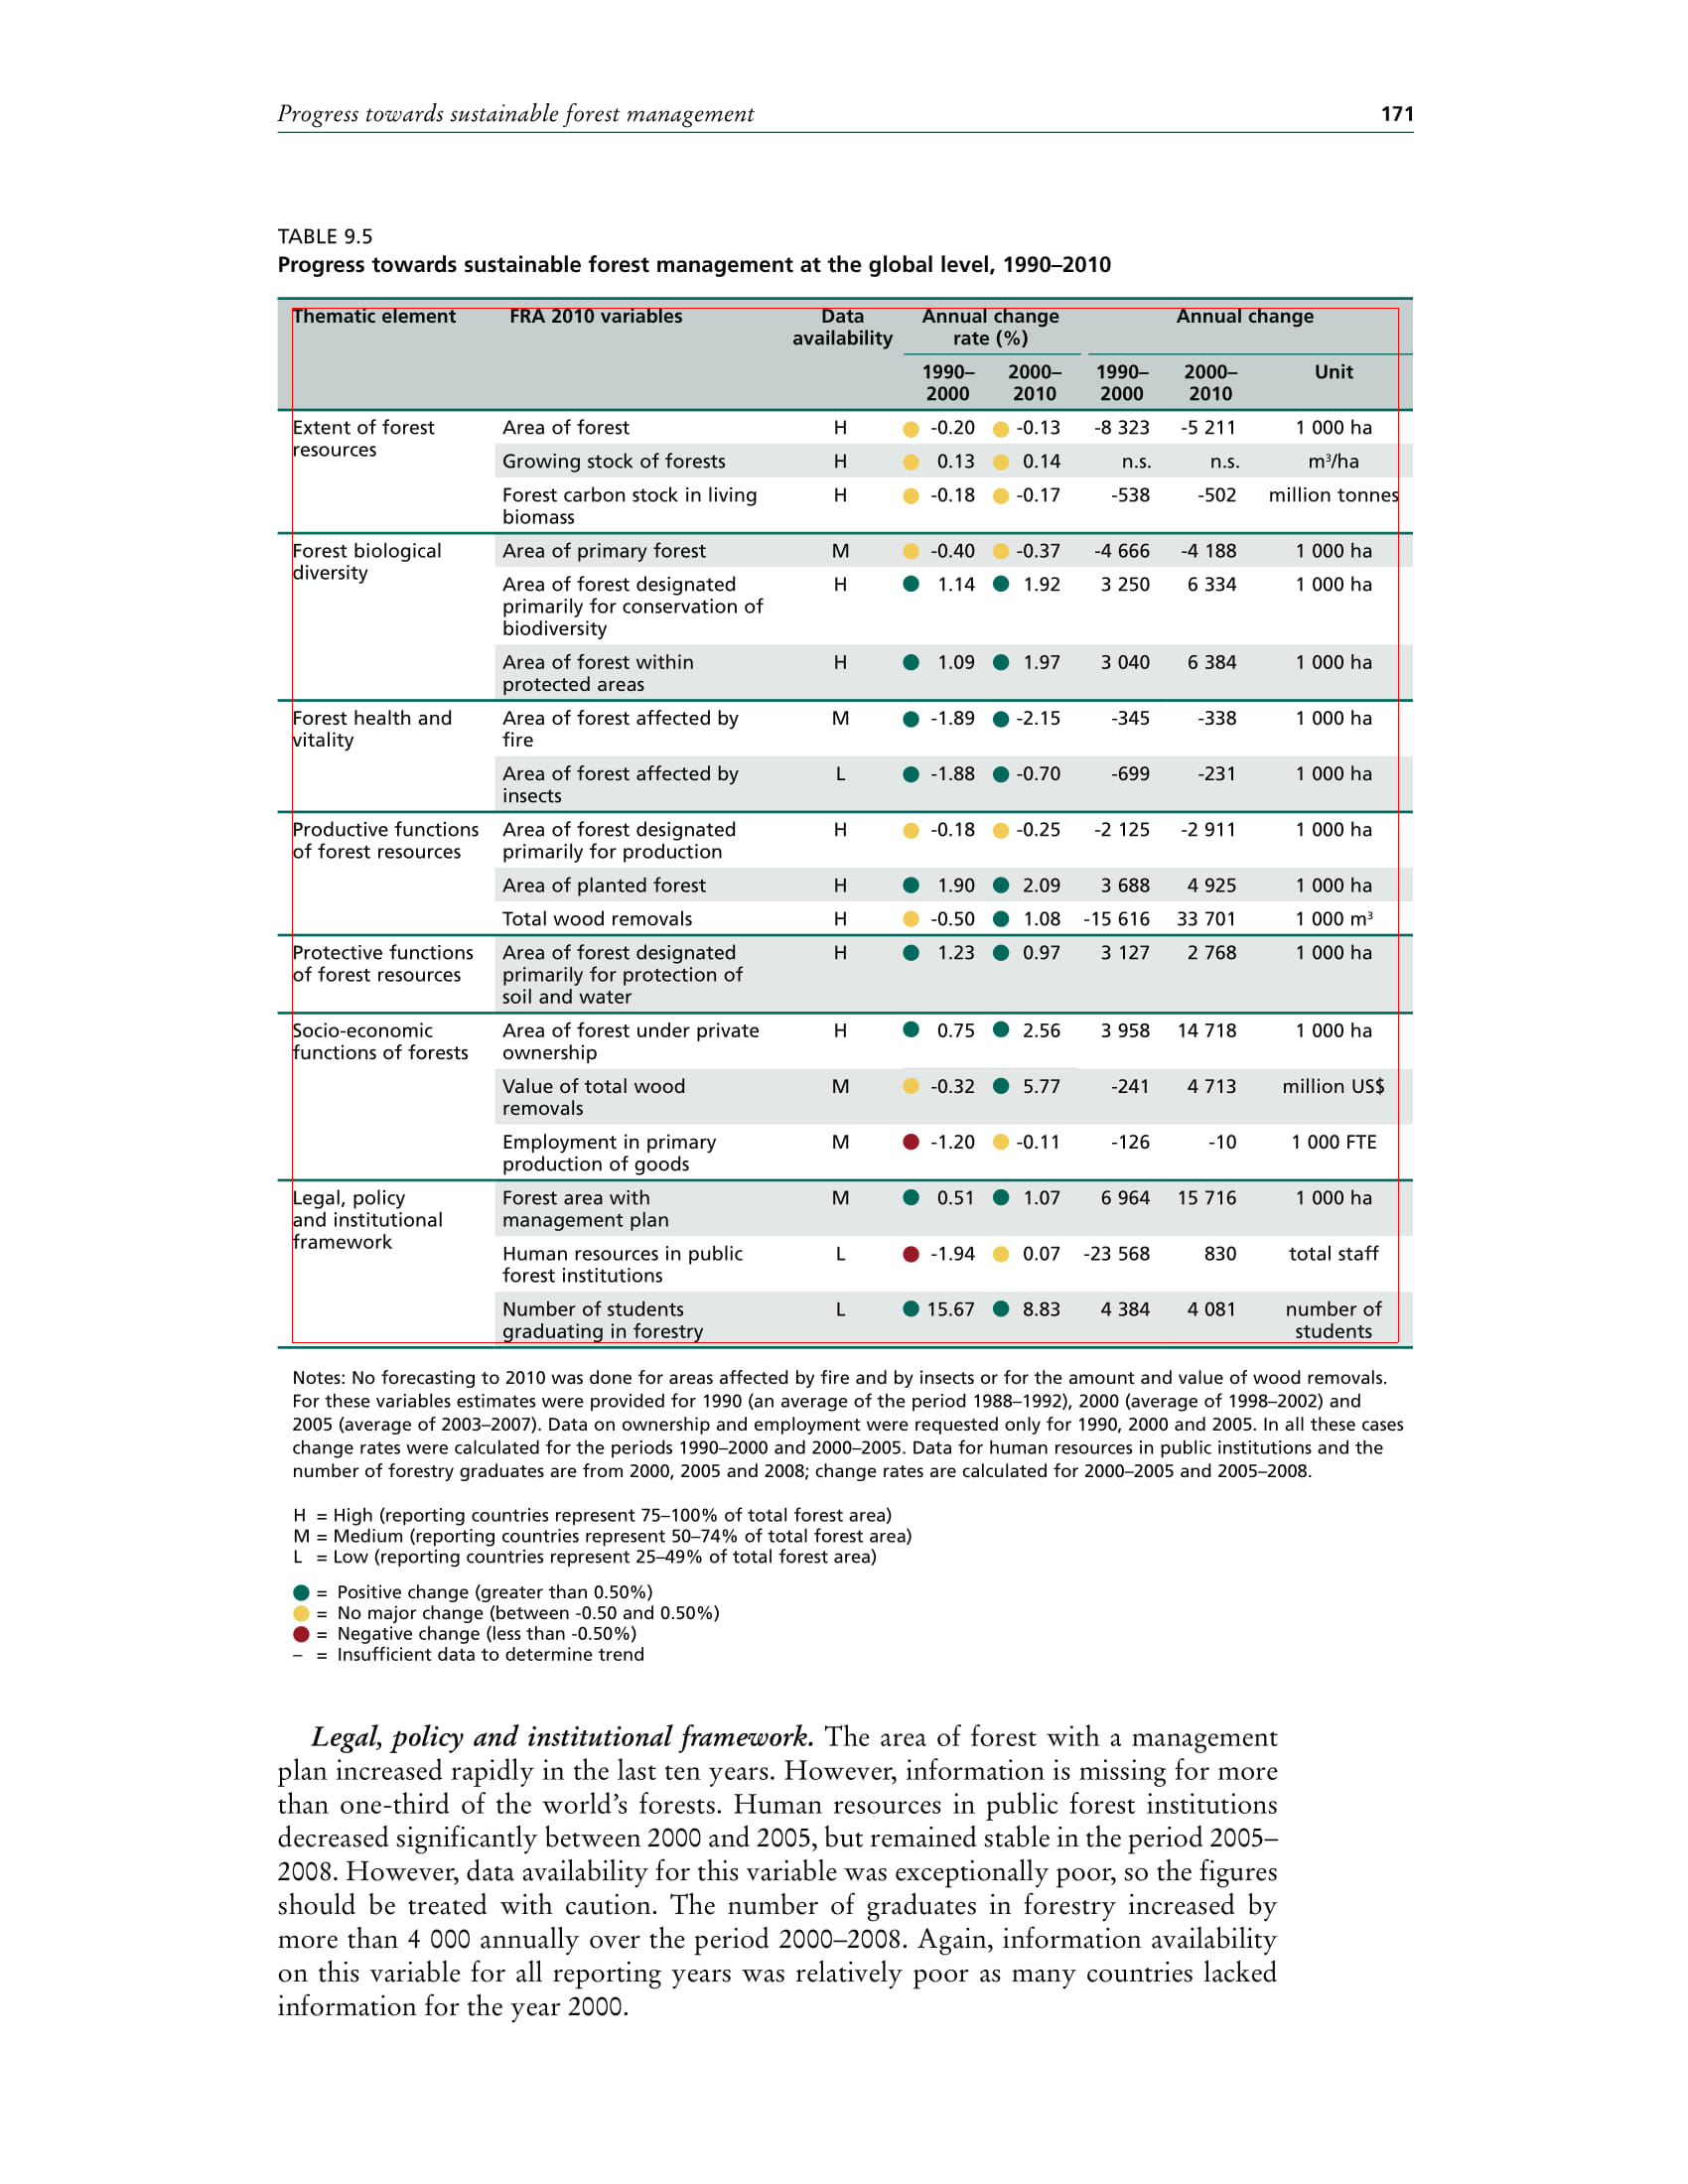 Progress towards sustainable forest management 171
TABLE 9.5
Progress towards sustainable forest management at the global level, 1990–2010
Thematic element FRA 2010 variables Data availability Annual change rate (%) Annual change
1990–2000 2000–2010 1990–2000 2000–2010 Unit
Extent of forest resources Area of forest H -0.20 -0.13 -8 323 -5 211 1 000 ha
Growing stock of forests H 0.13 0.14 n.s. n.s. m³/ha
Forest carbon stock in living biomass H -0.18 -0.17 -538 -502 million tonnes
Forest biological diversity Area of primary forest M -0.40 -0.37 -4 666 -4 188 1 000 ha
Area of forest designated primarily for conservation of biodiversity H 1.14 1.92 3 250 6 334 1 000 ha
Area of forest within protected areas H 1.09 1.97 3 040 6 384 1 000 ha
Forest health and vitality Area of forest affected by fire M -1.89 -2.15 -345 -338 1 000 ha
Area of forest affected by insects L -1.88 -0.70 -699 -231 1 000 ha
Productive functions of forest resources Area of forest designated primarily for production H -0.18 -0.25 -2 125 -2 911 1 000 ha
Area of planted forest H 1.90 2.09 3 688 4 925 1 000 ha
Total wood removals H -0.50 1.08 -15 616 33 701 1 000 m³
Protective functions of forest resources Area of forest designated primarily for protection of soil and water H 1.23 0.97 3 127 2 768 1 000 ha
Socio-economic functions of forests Area of forest under private ownership H 0.75 2.56 3 958 14 718 1 000 ha
Value of total wood removals M -0.32 5.77 -241 4 713 million US$
Employment in primary production of goods M -1.20 -0.11 -126 -10 1 000 FTE
Legal, policy and institutional framework Forest area with management plan M 0.51 1.07 6 964 15 716 1 000 ha
Human resources in public forest institutions L -1.94 0.07 -23 568 830 total staff
Number of students graduating in forestry L 15.67 8.83 4 384 4 081 number of students
Notes: No forecasting to 2010 was done for areas affected by fire and by insects or for the amount and value of wood removals.
For these variables estimates were provided for 1990 (an average of the period 1988–1992), 2000 (average of 1998–2002) and
2005 (average of 2003–2007). Data on ownership and employment were requested only for 1990, 2000 and 2005. In all these cases
change rates were calculated for the periods 1990–2000 and 2000–2005. Data for human resources in public institutions and the
number of forestry graduates are from 2000, 2005 and 2008; change rates are calculated for 2000–2005 and 2005–2008.
H = High (reporting countries represent 75–100% of total forest area)
M = Medium (reporting countries represent 50–74% of total forest area)
L = Low (reporting countries represent 25–49% of total forest area)
= Positive change (greater than 0.50%)
= No major change (between -0.50 and 0.50%)
= Negative change (less than -0.50%)
– = Insufficient data to determine trend
Legal, policy and institutional framework. The area of forest with a management
plan increased rapidly in the last ten years. However, information is missing for more
than one-third of the world’s forests. Human resources in public forest institutions
decreased significantly between 2000 and 2005, but remained stable in the period 2005–
2008. However, data availability for this variable was exceptionally poor, so the figures
should be treated with caution. The number of graduates in forestry increased by
more than 4 000 annually over the period 2000–2008. Again, information availability
on this variable for all reporting years was relatively poor as many countries lacked
information for the year 2000.